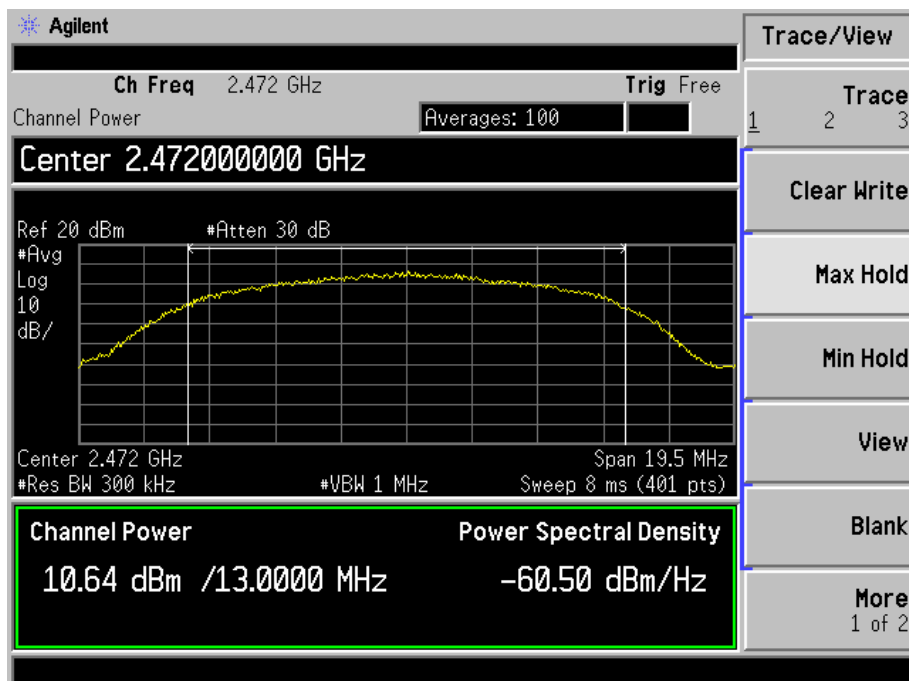 Agilent
Trace/View
Ch Freq 2.472 GHz Trig Free
Channel Power Averages: 100
Trace
1 2 3
Center 2.472000000 GHz
Clear Write
Ref 20 dBm #Atten 30 dB
#Avg
Log
10
dB/
Max Hold
Min Hold
View
Center 2.472 GHz Span 19.5 MHz
#Res BW 300 kHz #VBW 1 MHz Sweep 8 ms (401 pts)
Blank
Channel Power Power Spectral Density
10.64 dBm /13.0000 MHz -60.50 dBm/Hz
More
1 of 2